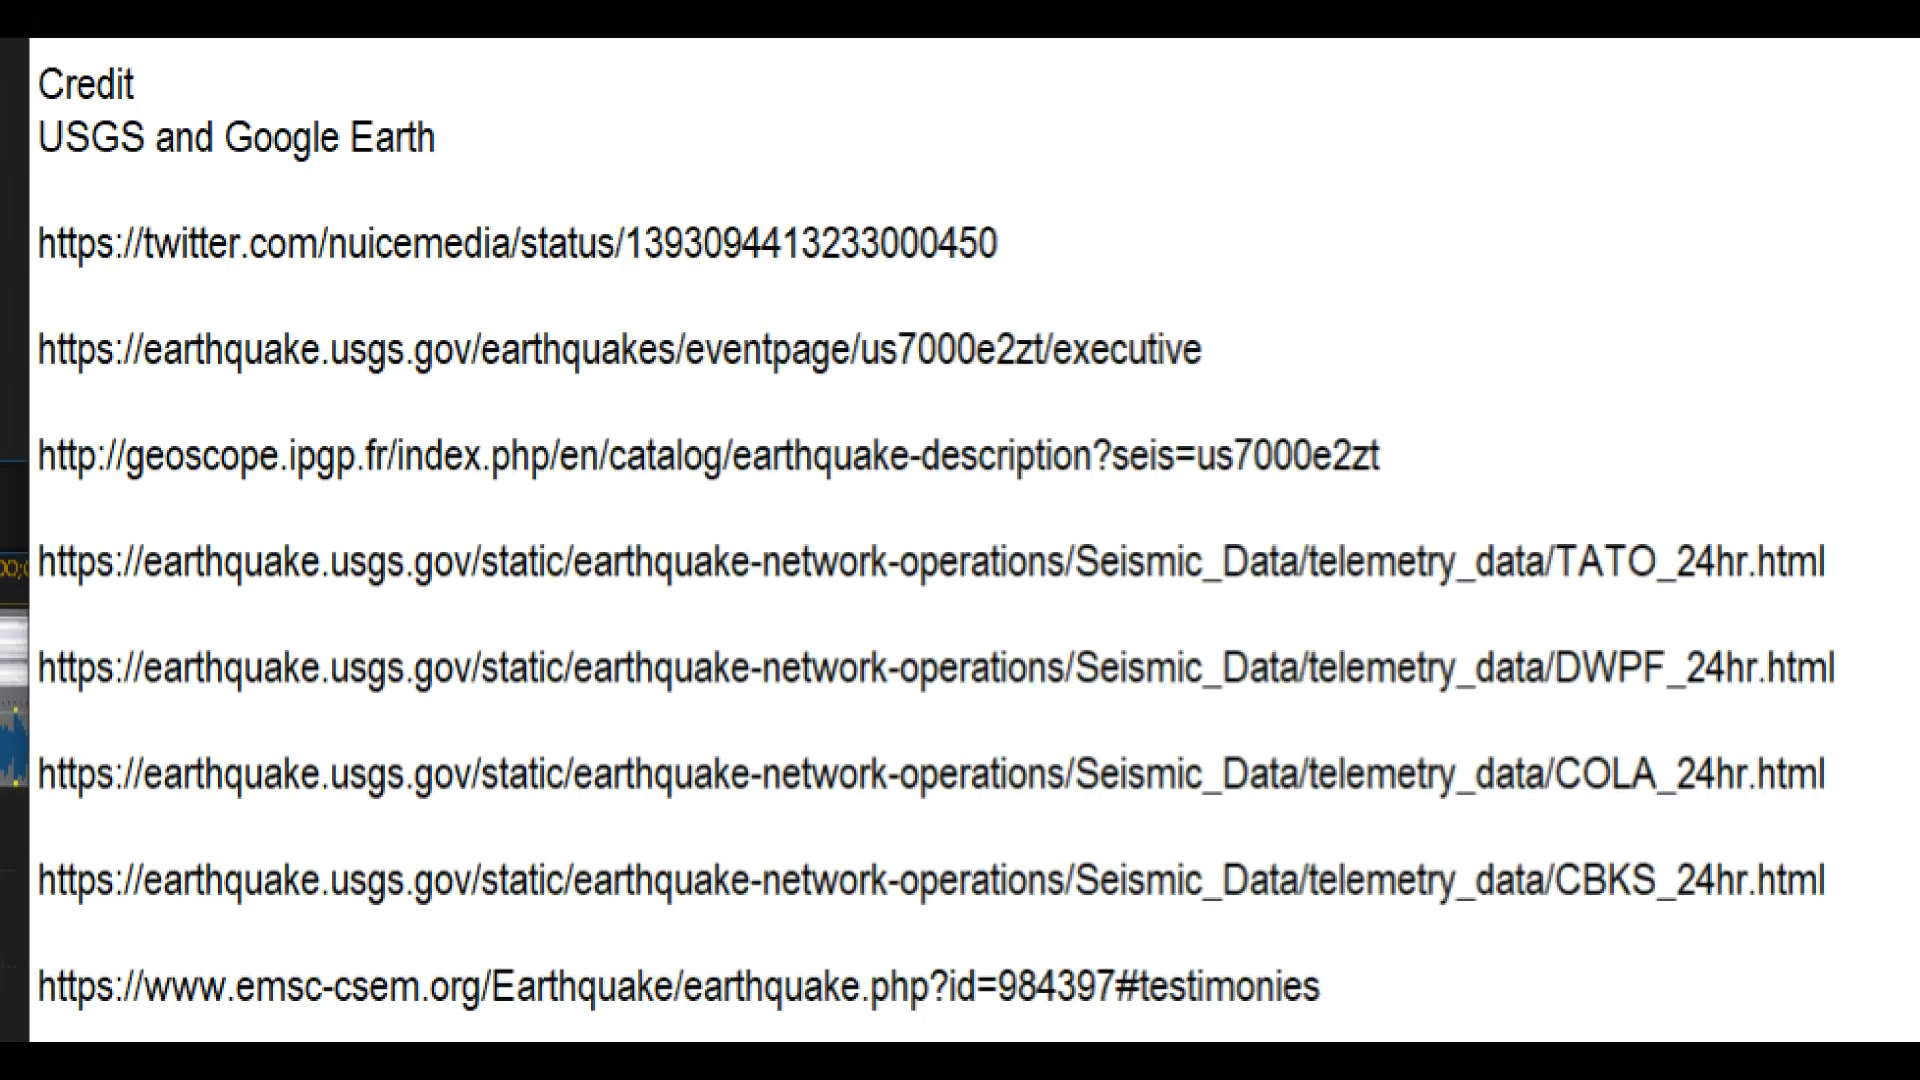 Credit
USGS and Google Earth
https://twitter.com/nuicemedia/status/1393094413233000450
https://earthquake.usgs.gov/earthquakes/eventpage/us7000e2zt/executive
http://geoscope.ipgp.fr/index.php/en/catalog/earthquake-description?seis=us7000e2zt
https://earthquake.usgs.gov/static/earthquake-network-operations/Seismic_Data/telemetry_data/TATO_24hr.html
https://earthquake.usgs.gov/static/earthquake-network-operations/Seismic_Data/telemetry_data/DWPF_24hr.html
https://earthquake.usgs.gov/static/earthquake-network-operations/Seismic_Data/telemetry_data/COLA_24hr.html
https://earthquake.usgs.gov/static/earthquake-network-operations/Seismic_Data/telemetry_data/CBKS_24hr.html
https://www.emsc-csem.org/Earthquake/earthquake.php?id=984397#testimonies